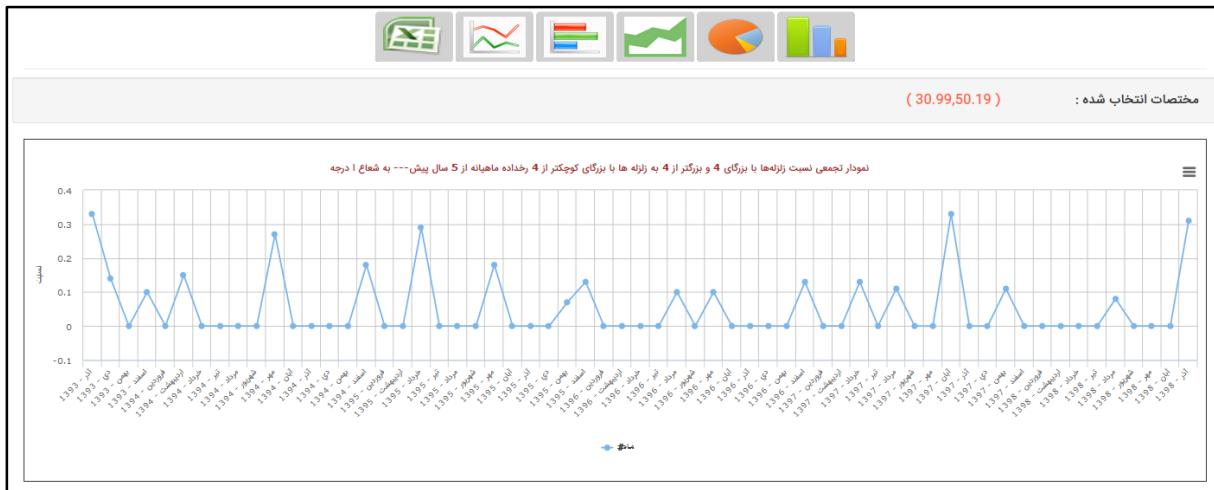 مختصات انتخاب شده : ( 30.99,50.19 )
نمودار تجمعی نسبت زلزله‌ها با بزرگای 4 و بزرگتر از 4 به زلزله ها با بزرگای کوچکتر از 4 رخداده ماهیانه از 5 سال پیش--- به شعاع ا درجه
نسبت
0.4
0.3
0.2
0.1
0
-0.1
آذر - 1393
دي - 1393
بهمن - 1393
اسفند - 1393
فروردین - 1394
اردیبهشت - 1394
خرداد - 1394
تیر - 1394
مرداد - 1394
شهریور - 1394
مهر - 1394
آبان - 1394
آذر - 1394
دي - 1394
بهمن - 1394
اسفند - 1394
فروردین - 1395
اردیبهشت - 1395
خرداد - 1395
تیر - 1395
مرداد - 1395
شهریور - 1395
مهر - 1395
آبان - 1395
آذر - 1395
دي - 1395
بهمن - 1395
اسفند - 1395
فروردین - 1396
اردیبهشت - 1396
خرداد - 1396
تیر - 1396
مرداد - 1396
شهریور - 1396
مهر - 1396
آبان - 1396
آذر - 1396
دي - 1396
بهمن - 1396
اسفند - 1396
فروردین - 1397
اردیبهشت - 1397
خرداد - 1397
تیر - 1397
مرداد - 1397
شهریور - 1397
مهر - 1397
آبان - 1397
آذر - 1397
دي - 1397
بهمن - 1397
اسفند - 1397
فروردین - 1398
اردیبهشت - 1398
خرداد - 1398
تیر - 1398
مرداد - 1398
شهریور - 1398
مهر - 1398
آبان - 1398
آذر - 1398